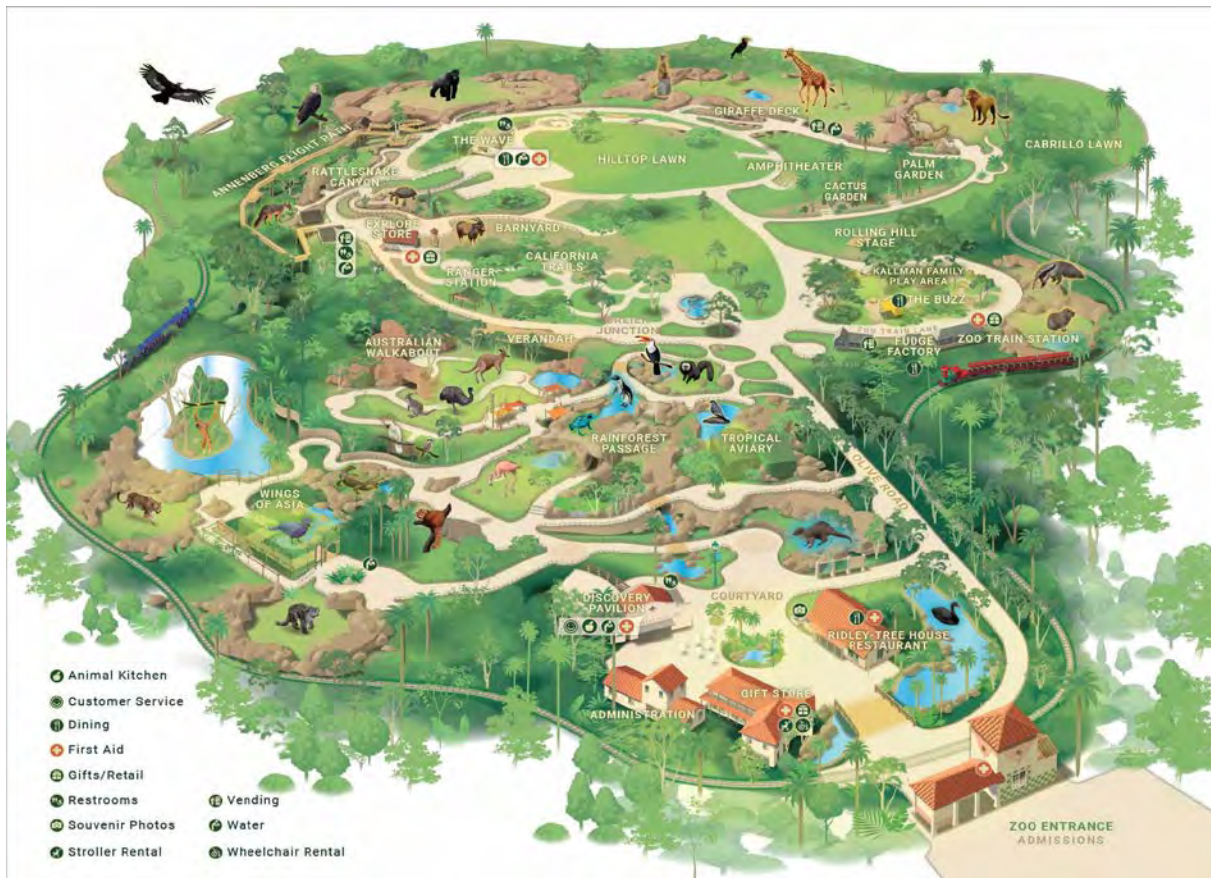 GIRAFFE DECK
ANNENBERG FLIGHT PATH
THE WAVE
HILLTOP LAWN
AMPHITHEATER
PALM
GARDEN
CABRILLO LAWN
RATTLESNAKE
CANYON
CACTUS
GARDEN
EXPLORE
STORE
BARNYARD
ROLLING HILL
STAGE
CALIFORNIA
TRAILS
RANGER
STATION
KALLMAN FAMILY
PLAY AREA
THE BUZZ
JUNCTION
ZOO TRAIN LANE
FUDGE
FACTORY
ZOO TRAIN STATION
AUSTRALIAN
WALKABOUT
VERANDAH
RAINFOREST
PASSAGE
TROPICAL
AVIARY
OLIVE ROAD
WINGS
OF ASIA
DISCOVERY
PAVILION
COURTYARD
RIDLEY-TREE HOUSE
RESTAURANT
ADMINISTRATION
GIFT STORE
ZOO ENTRANCE
ADMISSIONS
Animal Kitchen
Customer Service
Dining
First Aid
Gifts/Retail
Restrooms
Souvenir Photos
Stroller Rental
Vending
Water
Wheelchair Rental